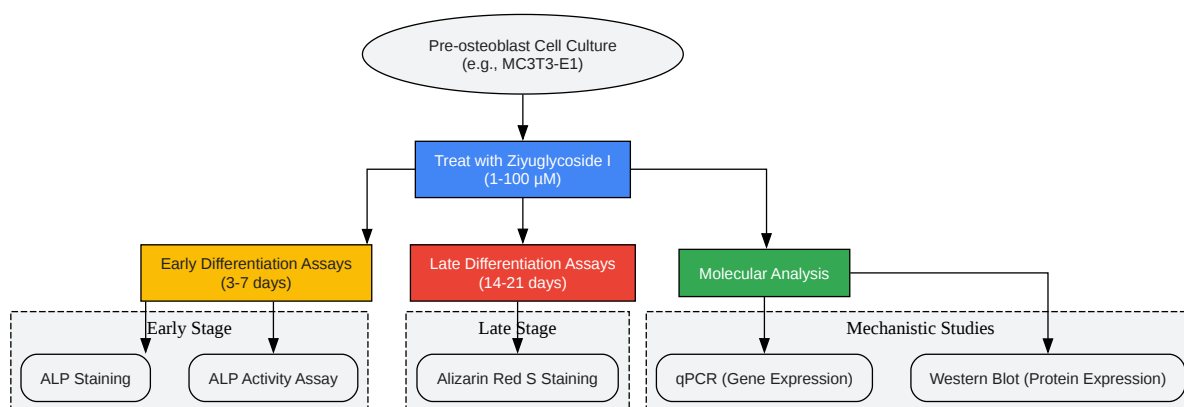 Pre-osteoblast Cell Culture
(e.g., MC3T3-E1)
Treat with Ziyuglycoside I
(1-100 µM)
Early Differentiation Assays
(3-7 days)
Late Differentiation Assays
(14-21 days)
Molecular Analysis
Early Stage
Late Stage
Mechanistic Studies
ALP Staining
ALP Activity Assay
Alizarin Red S Staining
qPCR (Gene Expression)
Western Blot (Protein Expression)